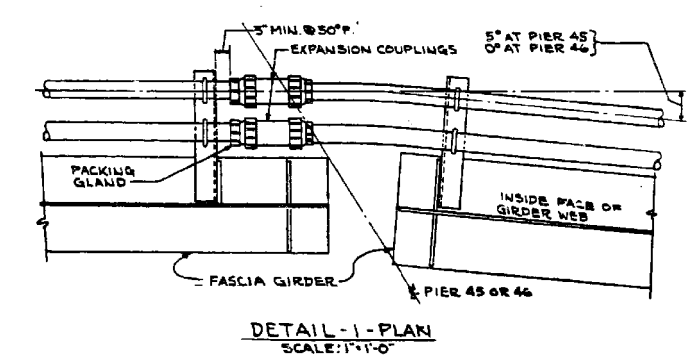 3" MIN. @ 50° F.
EXPANSION COUPLINGS
5° AT PIER 45
0° AT PIER 46
PACKING
GLAND
INSIDE FACE OF
GIRDER WEB
FASCIA GIRDER
℄ PIER 45 OR 46
DETAIL - 1 - PLAN
SCALE: 1"=1'-0"